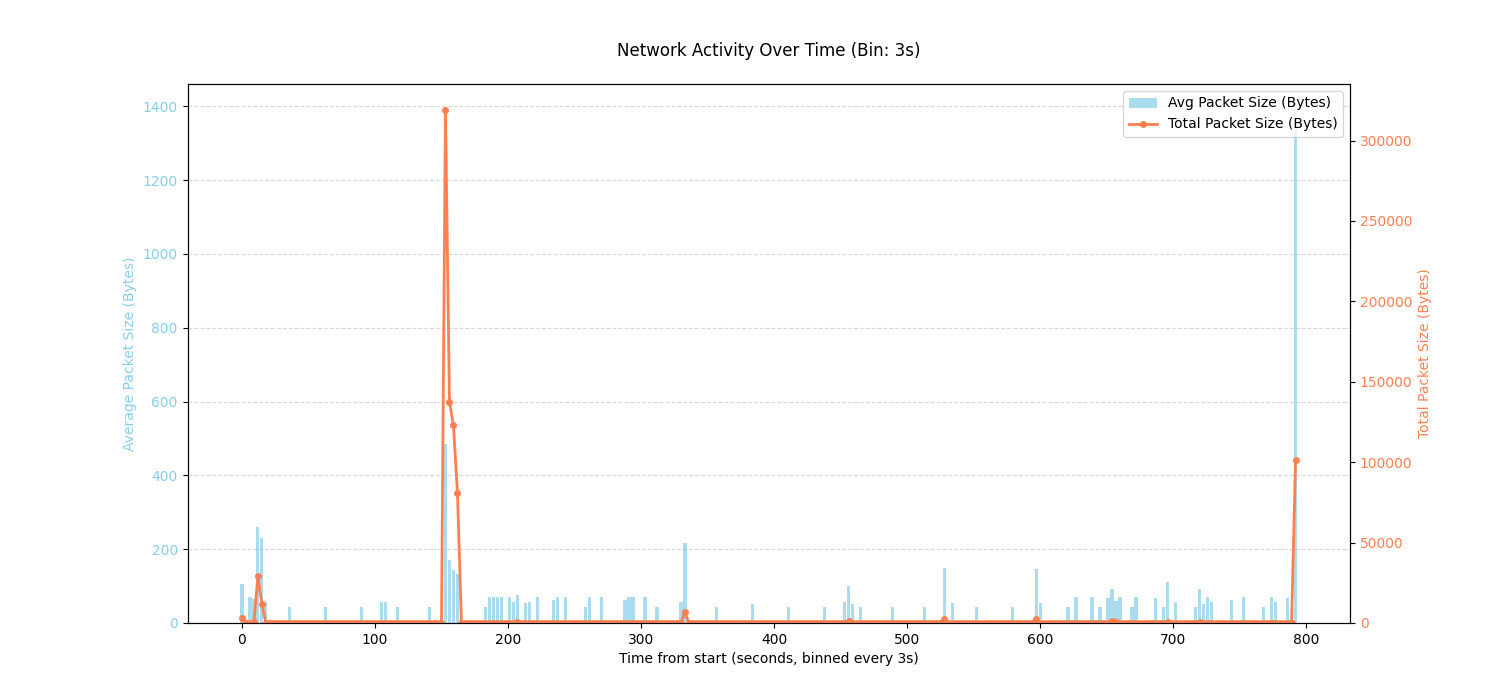 Network Activity Over Time (Bin: 3s)
Avg Packet Size (Bytes)
Total Packet Size (Bytes)
Average Packet Size (Bytes)
1400
1200
1000
800
600
400
200
0
300000
250000
200000
150000
100000
50000
0
Total Packet Size (Bytes)
0 100 200 300 400 500 600 700 800
Time from start (seconds, binned every 3s)